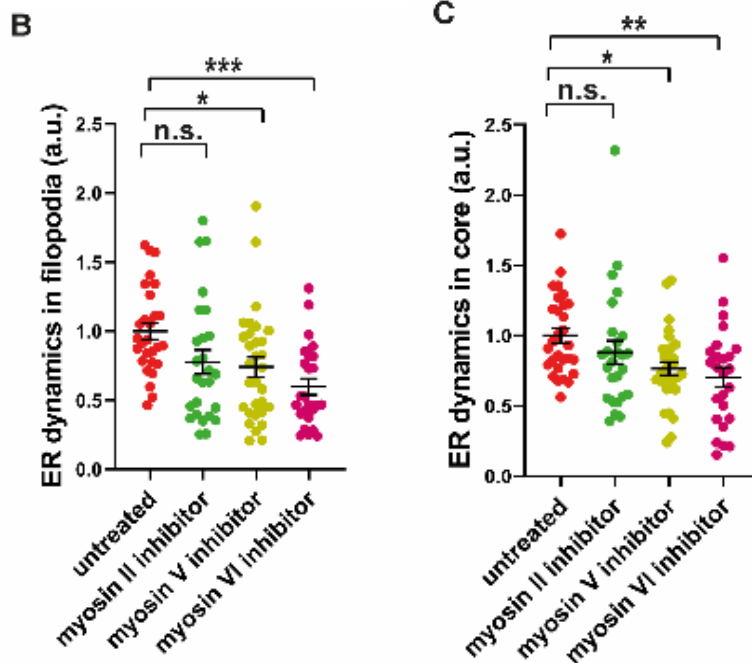 B
***
*
n.s.
ER dynamics in filopodia (a.u.)
2.5
2.0
1.5
1.0
0.5
0.0
untreated
myosin II inhibitor
myosin V inhibitor
myosin VI inhibitor
C
**
*
n.s.
ER dynamics in core (a.u.)
2.5
2.0
1.5
1.0
0.5
0.0
untreated
myosin II inhibitor
myosin V inhibitor
myosin VI inhibitor